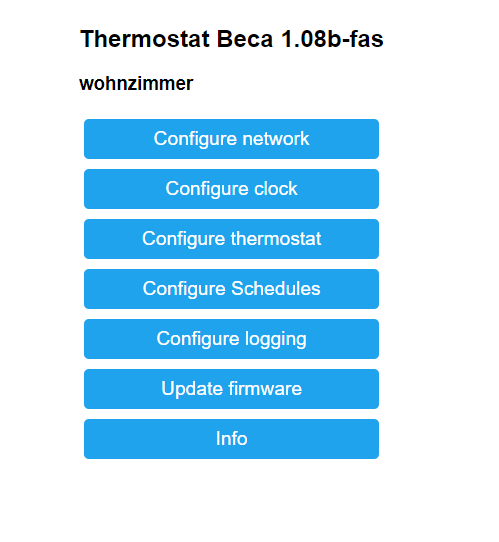 Thermostat Beca 1.08b-fas
wohnzimmer
Configure network
Configure clock
Configure thermostat
Configure Schedules
Configure logging
Update firmware
Info